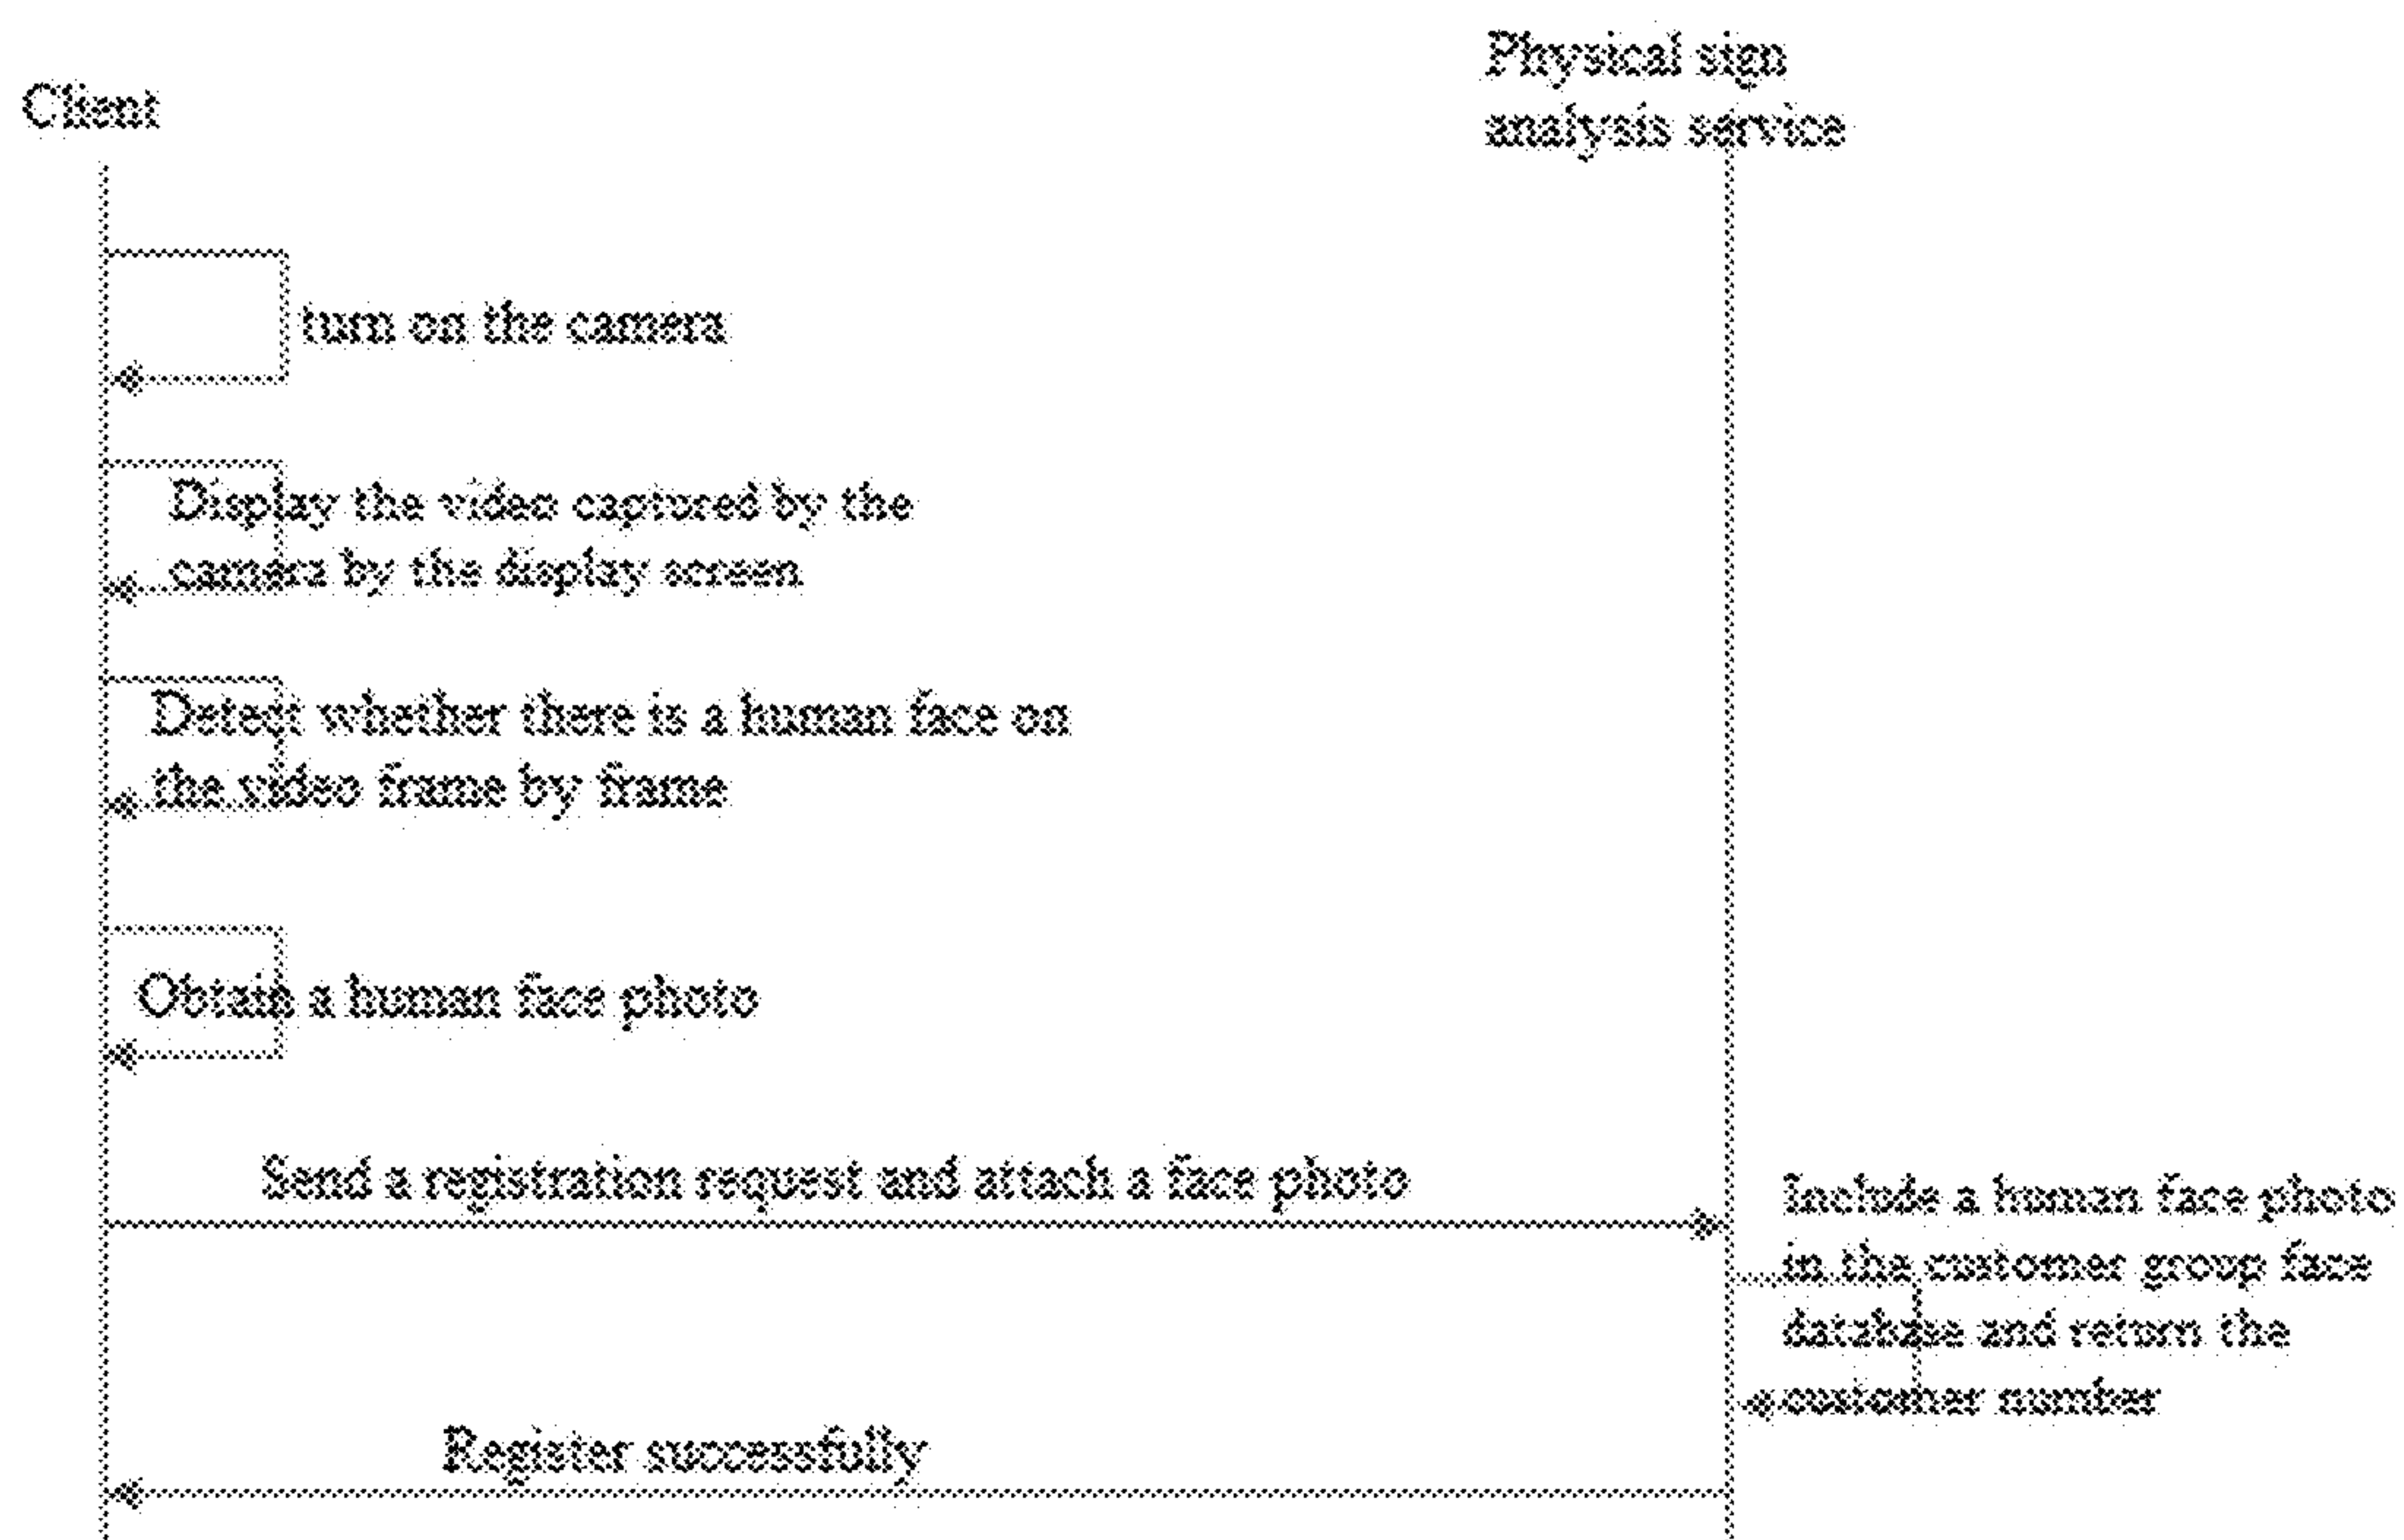 Client
Physical sign
analysis service
turn on the camera
Display the video captured by the
camera by the display screen
Detect whether there is a human face on
the video frame by frame
Obtain a human face photo
Send a registration request and attach a face photo
Include a human face photo
in the customer group face
database and return the
customer number
Register successfully